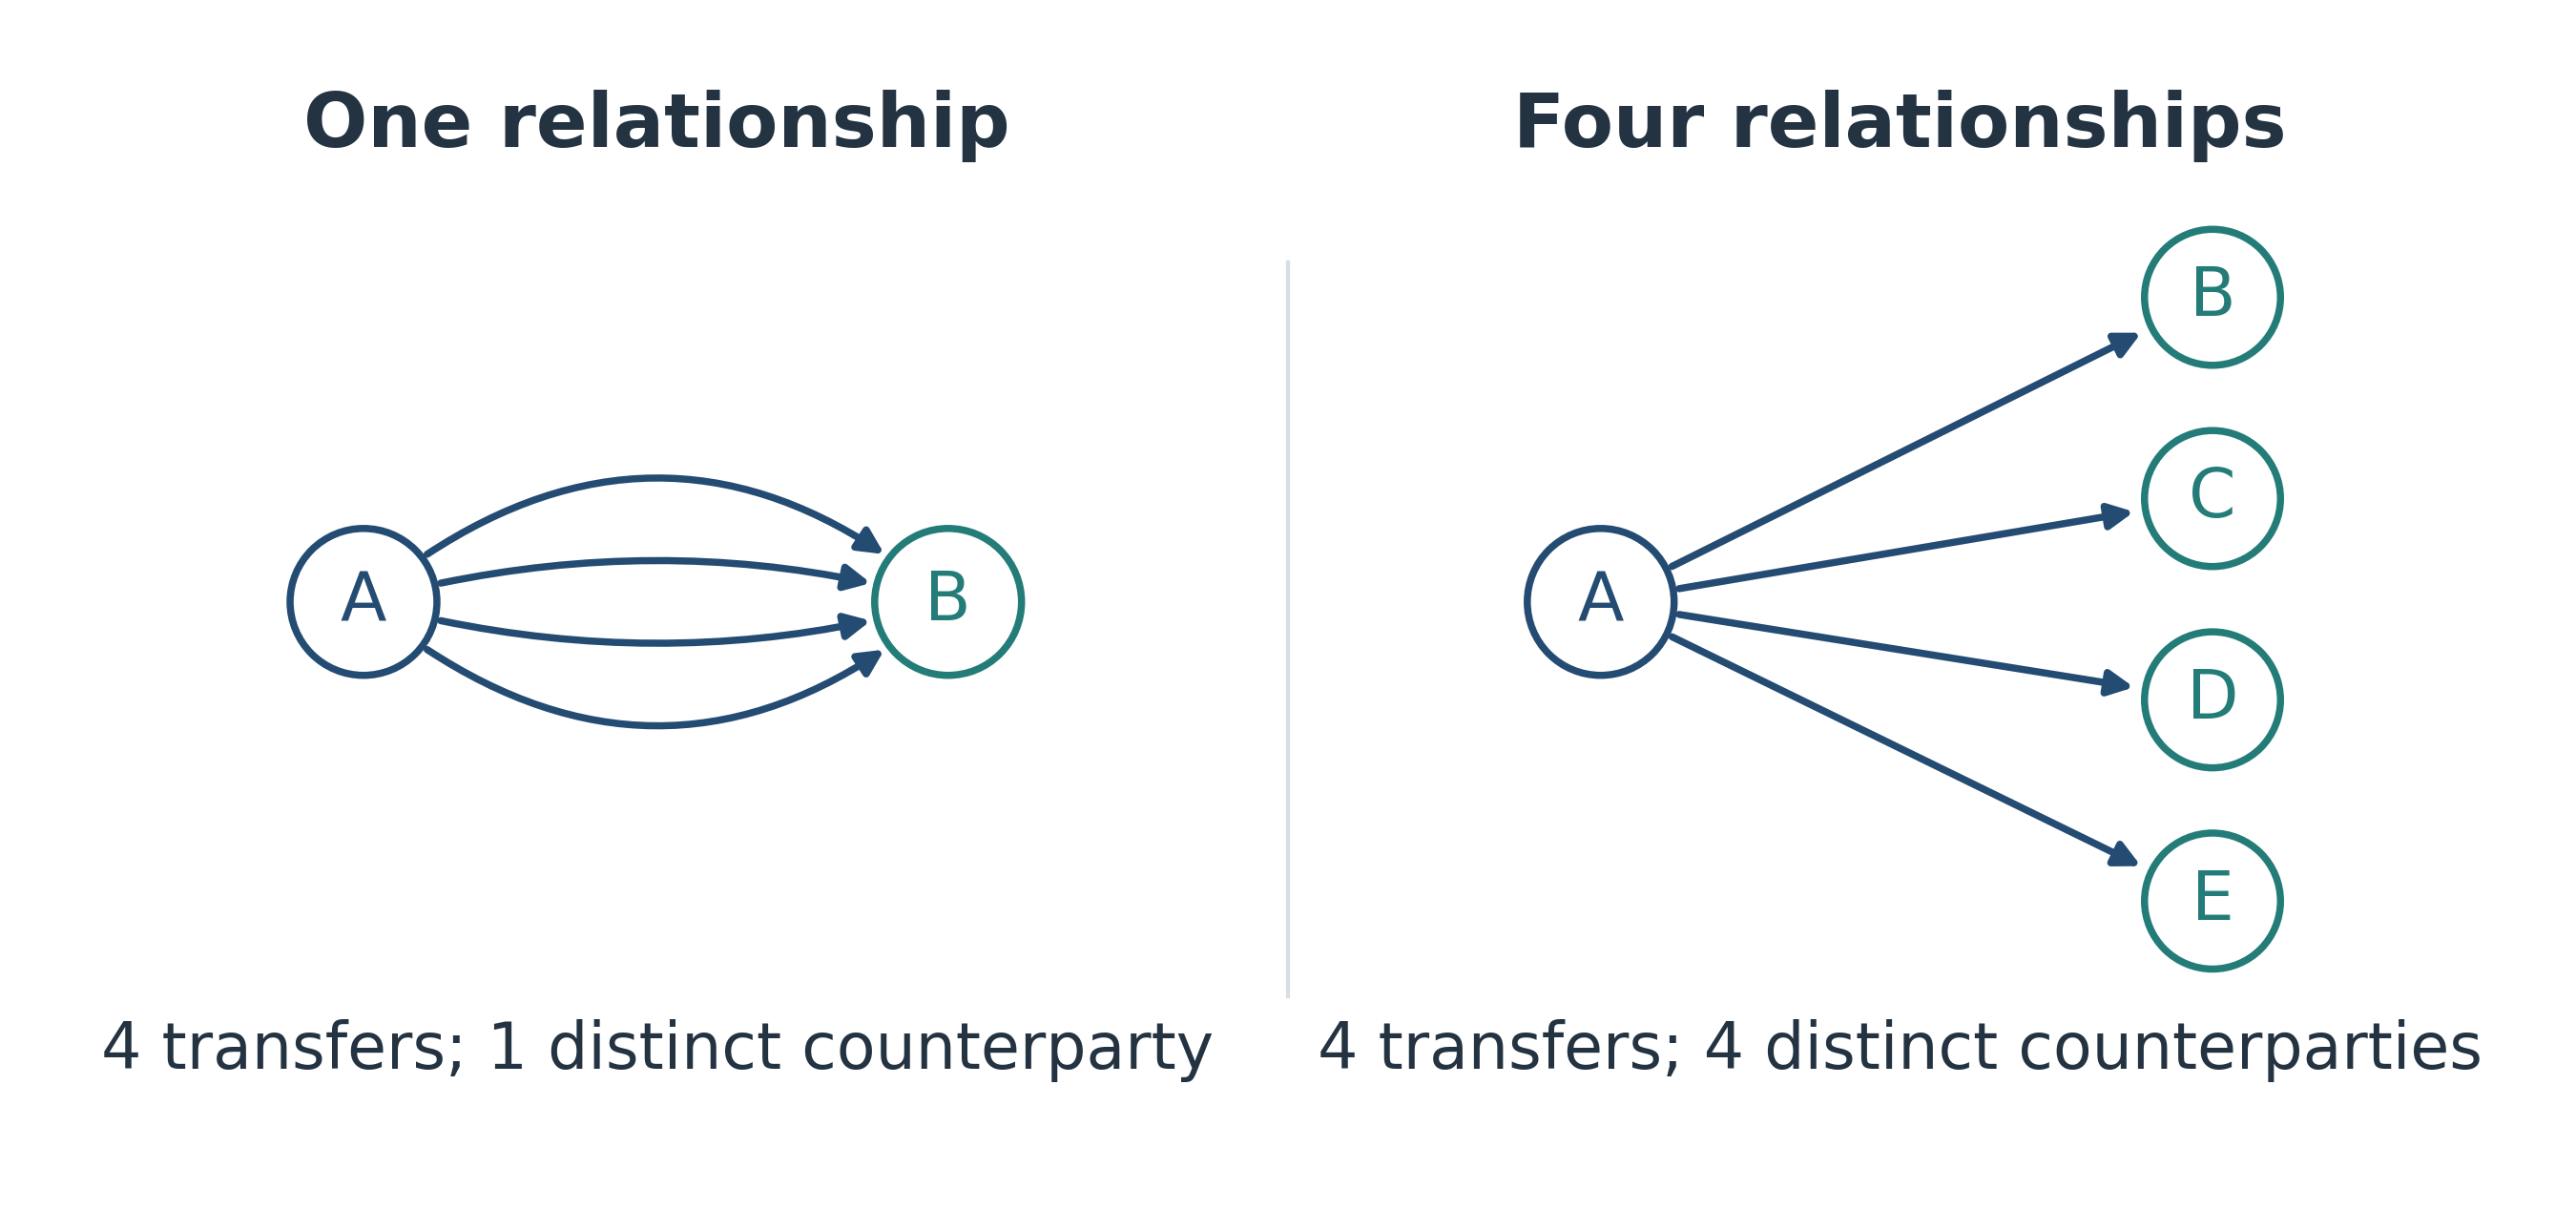 One relationship
A
B
4 transfers; 1 distinct counterparty
Four relationships
A
B
C
D
E
4 transfers; 4 distinct counterparties